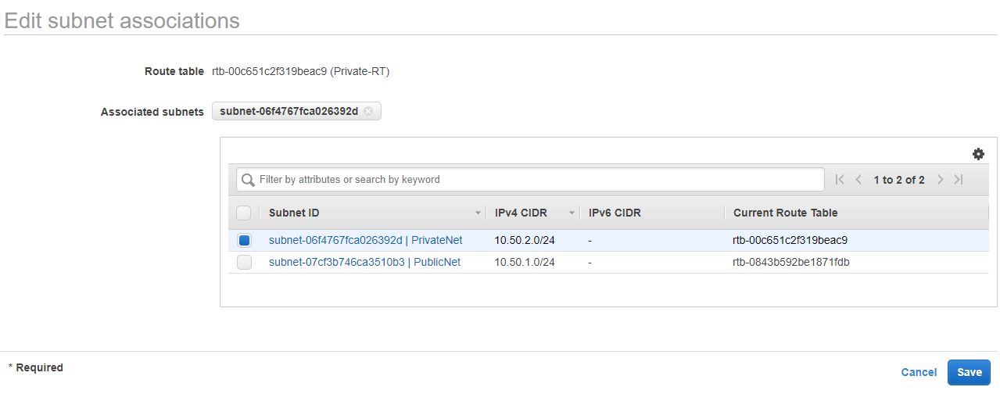 Edit subnet associations
Route table rtb-00c651c2f319beac9 (Private-RT)
Associated subnets subnet-06f4767fca026392d
Filter by attributes or search by keyword 1 to 2 of 2
Subnet ID IPv4 CIDR IPv6 CIDR Current Route Table
subnet-06f4767fca026392d | PrivateNet 10.50.2.0/24 - rtb-00c651c2f319beac9
subnet-07cf3b746ca3510b3 | PublicNet 10.50.1.0/24 - rtb-0843b592be1871fdb
* Required
Cancel Save